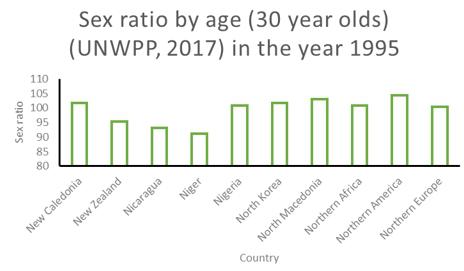 Sex ratio by age (30 year olds)
(UNWPP, 2017) in the year 1995
110
105
100
95
90
85
80
Sex ratio
New Caledonia
New Zealand
Nicaragua
Niger
Nigeria
North Korea
North Macedonia
Northern Africa
Northern America
Northern Europe
Country